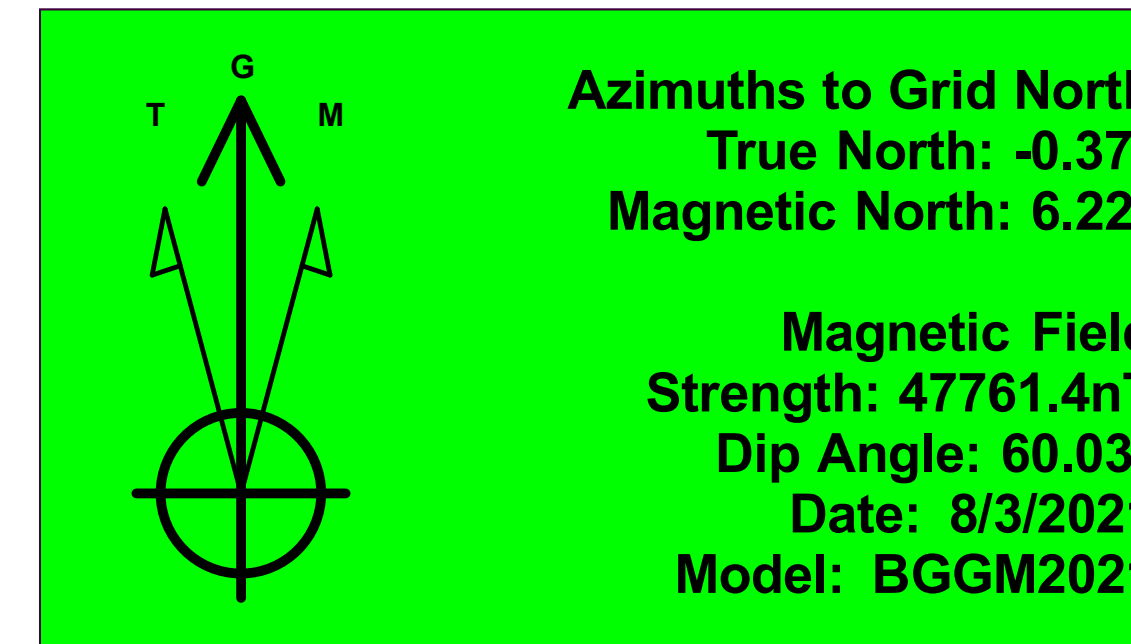 G
T M
Azimuths to Grid North
True North: -0.37
Magnetic North: 6.22
Magnetic Field
Strength: 47761.4nT
Dip Angle: 60.03
Date: 8/3/2021
Model: BGGM2021